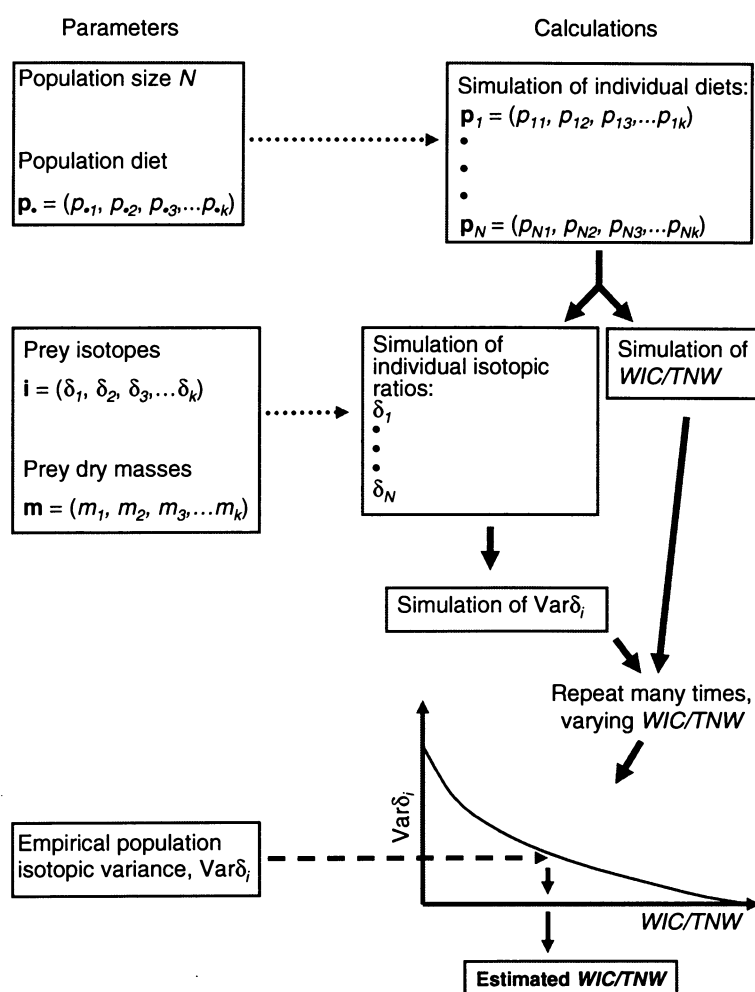 Parameters
Calculations
Population size N
Population diet
p• = (p•1, p•2, p•3,...p•k)
Simulation of individual diets:
p1 = (p11, p12, p13,...p1k)
•
•
•
pN = (pN1, pN2, pN3,...pNk)
Prey isotopes
i = (δ1, δ2, δ3,...δk)
Prey dry masses
m = (m1, m2, m3,...mk)
Simulation of
individual isotopic
ratios:
δ1
•
•
•
δN
Simulation of
WIC/TNW
Simulation of Varδi
Repeat many times,
varying WIC/TNW
Varδi
WIC/TNW
Empirical population
isotopic variance, Varδi
Estimated WIC/TNW